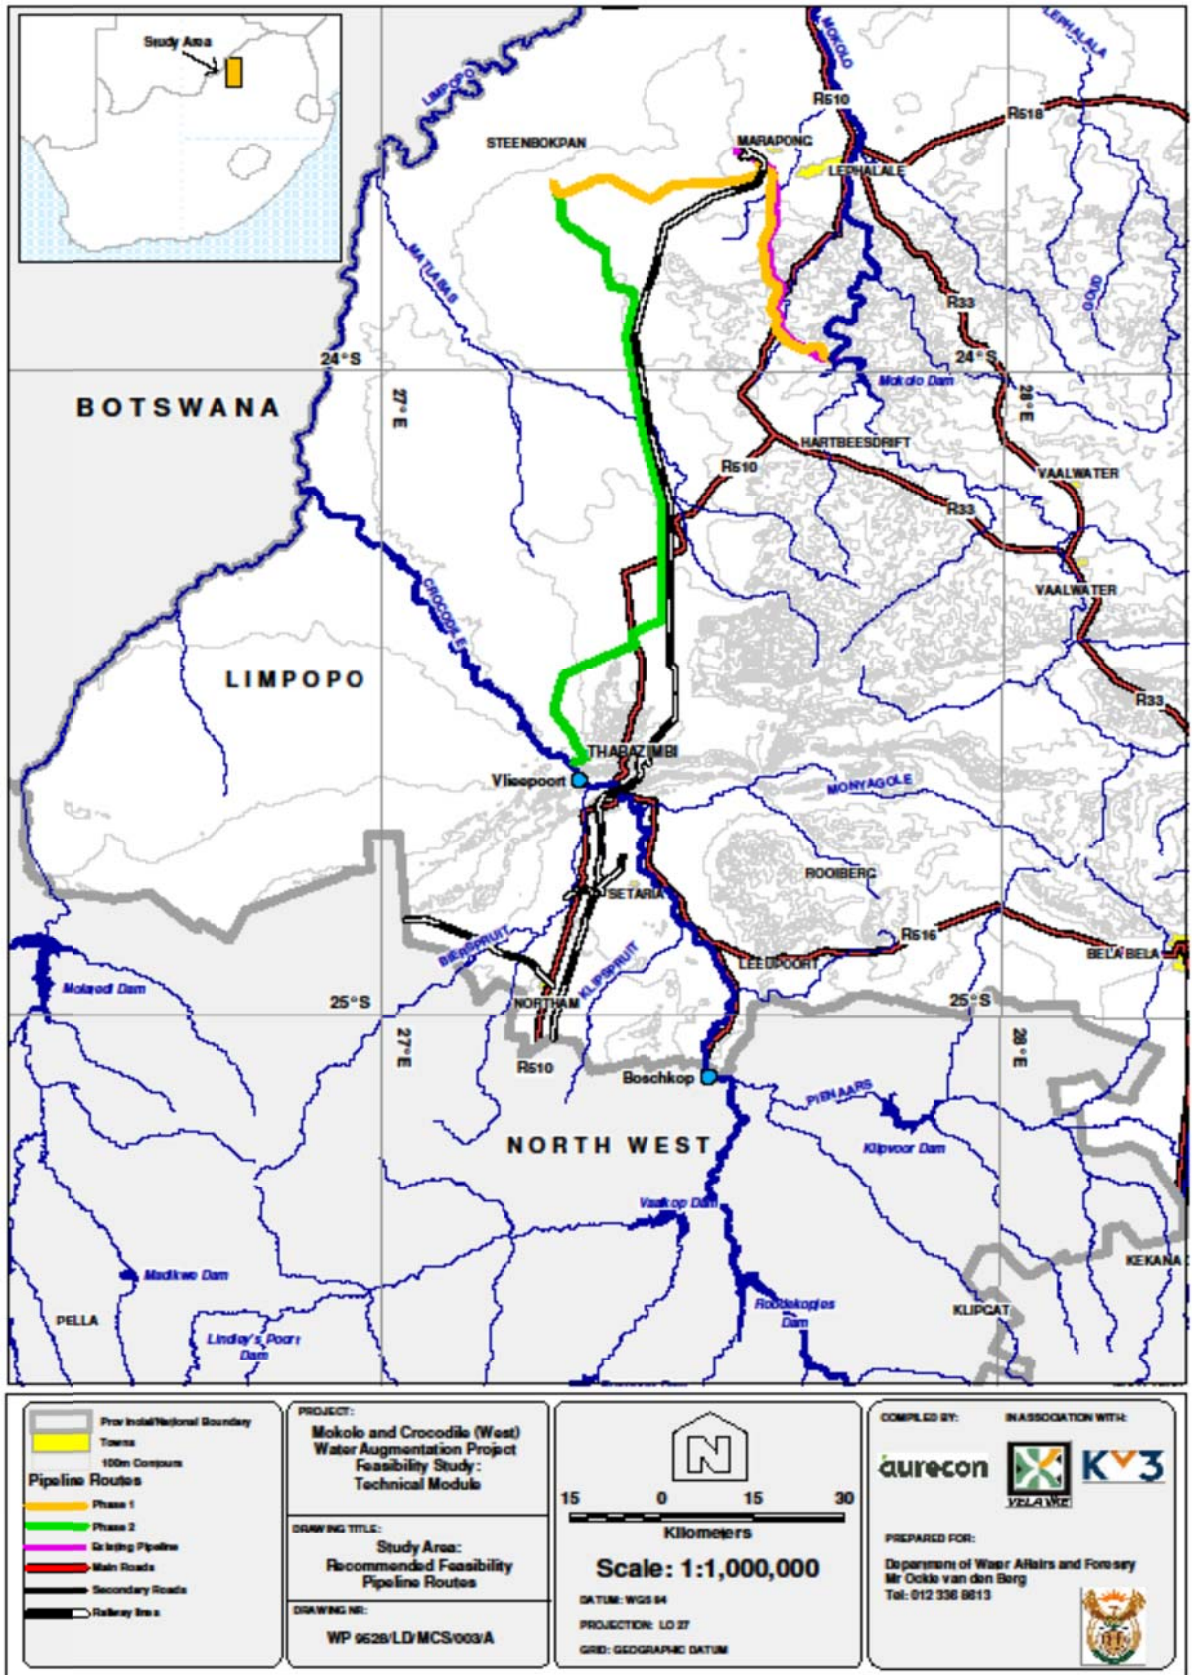 Study Area
LIMPOPO
MOKOLO
LEPHALALA
R510
R518
STEENBOKPAN
MARAPONG
LEPHALALE
MATLABAS
GOUD
R33
24°S
24°S
Mokolo Dam
BOTSWANA
27°E
28°E
HARTBEESDRIFT
R510
VAALWATER
R33
CROCODILE
VAALWATER
LIMPOPO
R33
THABAZIMBI
Vlieepoort
MONYAGOLE
ROOIBERG
SETARIA
R516
BIERSPRUIT
KLIPSPRUIT
LEEUPOORT
BELA BELA
Molatedi Dam
25°S
NORTHAM
25°S
27°E
28°E
R510
Boschkop
PIENAARS
NORTH WEST
Klipvoor Dam
Vaalkop Dam
KEKANA
Madikwe Dam
Roodekopjes
Dam
PELLA
KLIPGAT
Lindley's Poort
Dam
Provincial/National Boundary
Towns
100m Contours
Pipeline Routes
Phase 1
Phase 2
Existing Pipeline
Main Roads
Secondary Roads
Railway lines
PROJECT:
Mokolo and Crocodile (West)
Water Augmentation Project
Feasibility Study:
Technical Module
DRAWING TITLE:
Study Area:
Recommended Feasibility
Pipeline Routes
DRAWING NR:
WP 9528/LD/MCS/003/A
N
15 0 15 30
Kilometers
Scale: 1:1,000,000
DATUM: WGS 84
PROJECTION: LO 27
GRID: GEOGRAPHIC DATUM
COMPILED BY: IN ASSOCIATION WITH:
aurecon
VELA VKE
KV3
PREPARED FOR:
Department of Water Affairs and Forestry
Mr Ockie van den Berg
Tel: 012 336 8613